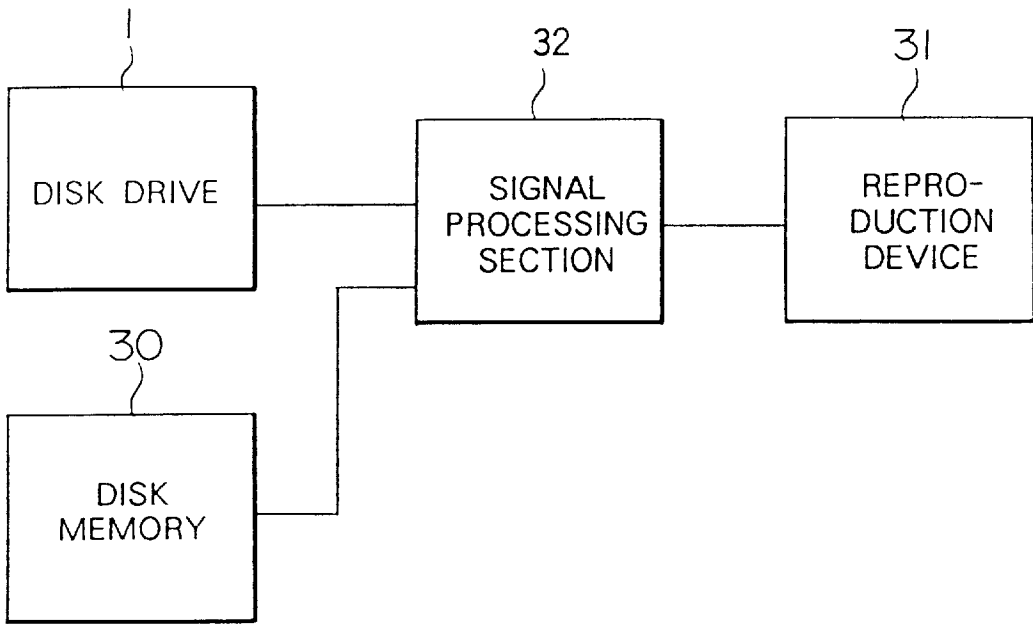 1
DISK DRIVE
32
SIGNAL
PROCESSING
SECTION
31
REPRO-
DUCTION
DEVICE
30
DISK
MEMORY